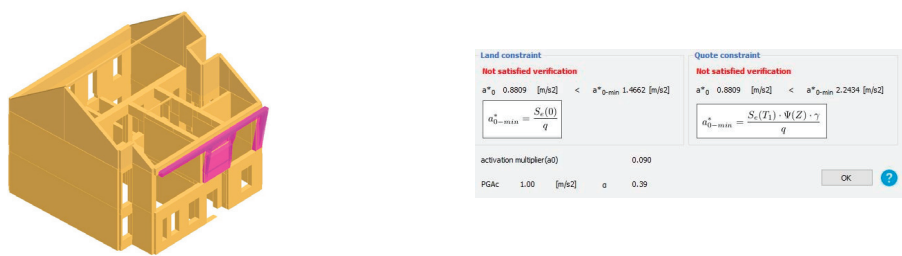 Land constraint
Not satisfied verification
a*0 0.8809 [m/s2] < a*0-min 1.4662 [m/s2]
a*0−min = Se(0) / q
Quote constraint
Not satisfied verification
a*0 0.8809 [m/s2] < a*0-min 2.2434 [m/s2]
a*0−min = Se(T1) · Ψ(Z) · γ / q
activation multiplier(a0) 0.090
PGAc 1.00 [m/s2] α 0.39
OK ?